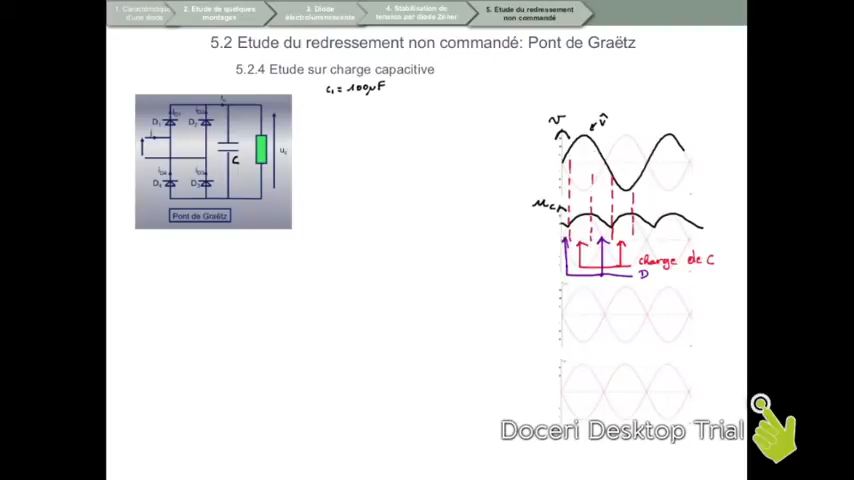 1. Caractéristique d'une diode
2. Etude de quelques montages
3. Diode électroluminescente
4. Stabilisation de tension par diode Zéner
5. Etude du redressement non commandé
5.2 Etude du redressement non commandé: Pont de Graëtz
5.2.4 Etude sur charge capacitive
C₁ = 100µF
D₁
D₂
C
D₄
D₃
Pont de Graëtz
v
v̂
charge de C
D
Doceri Desktop Trial